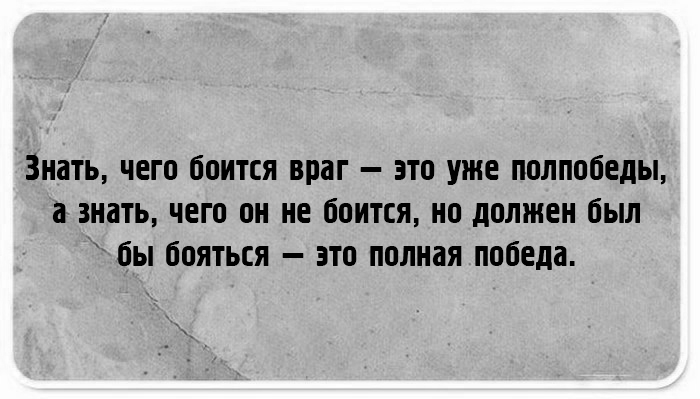 Знать, чего боится враг — это уже полпобеды,
а знать, чего он не боится, но должен был
бы бояться — это полная победа.